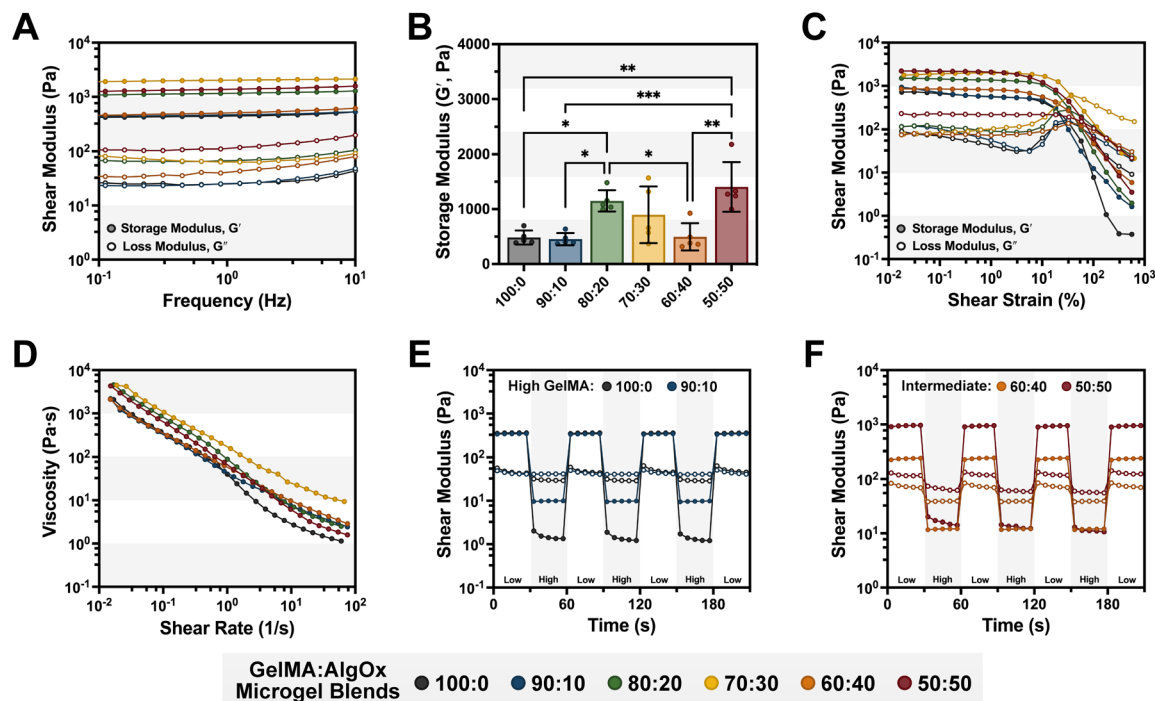 A
B
C
Shear Modulus (Pa)
10⁵
10⁴
10³
10²
10¹
10⁰
Storage Modulus, G′
Loss Modulus, G″
10⁻¹
10⁰
10¹
Frequency (Hz)
Storage Modulus (G′, Pa)
4000
3000
2000
1000
0
**
***
*
**
*
*
100:0
90:10
80:20
70:30
60:40
50:50
Shear Modulus (Pa)
10⁴
10³
10²
10¹
10⁰
10⁻¹
Storage Modulus, G′
Loss Modulus, G″
10⁻²
10⁻¹
10⁰
10¹
10²
10³
Shear Strain (%)
D
E
F
Viscosity (Pa·s)
10⁴
10³
10²
10¹
10⁰
10⁻¹
10⁻²
10⁻¹
10⁰
10¹
10²
Shear Rate (1/s)
Shear Modulus (Pa)
10⁴
10³
10²
10¹
10⁰
High GelMA: 100:0 90:10
Low High Low High Low High Low
0 60 120 180
Time (s)
Shear Modulus (Pa)
10⁴
10³
10²
10¹
10⁰
Intermediate: 60:40 50:50
Low High Low High Low High Low
0 60 120 180
Time (s)
GelMA:AlgOx
Microgel Blends
100:0 90:10 80:20 70:30 60:40 50:50